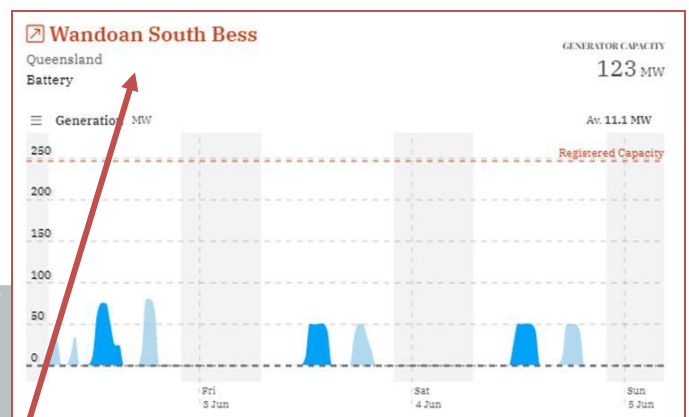 Wandoan South Bess
Queensland
Battery
GENERATOR CAPACITY
123 MW
Generation MW
Av. 11.1 MW
250
Registered Capacity
200
150
100
50
0
Fri
3 Jun
Sat
4 Jun
Sun
5 Jun